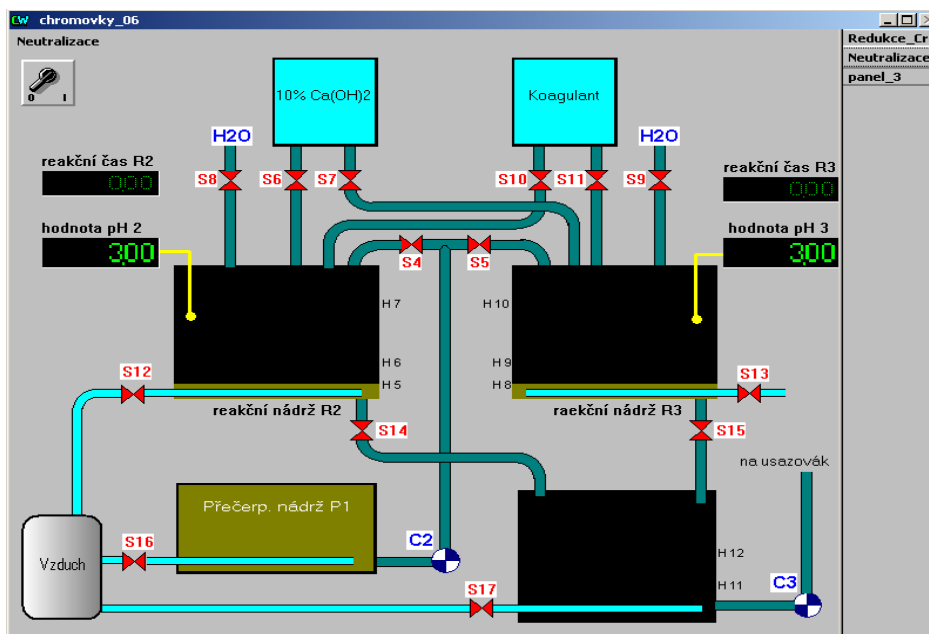 CW chromovky_06
Redukce_Cr
Neutralizace
panel_3
Neutralizace
0 I
10% Ca(OH)2
Koagulant
H2O
H2O
reakční čas R2
0,00
reakční čas R3
0,00
S8
S6
S7
S10
S11
S9
hodnota pH 2
3,00
hodnota pH 3
3,00
S4
S5
H7
H10
H6
H9
H5
H8
S12
S13
reakční nádrž R2
raekční nádrž R3
S14
S15
na usazovák
Přečerp. nádrž P1
C2
S16
Vzduch
H12
H11
C3
S17